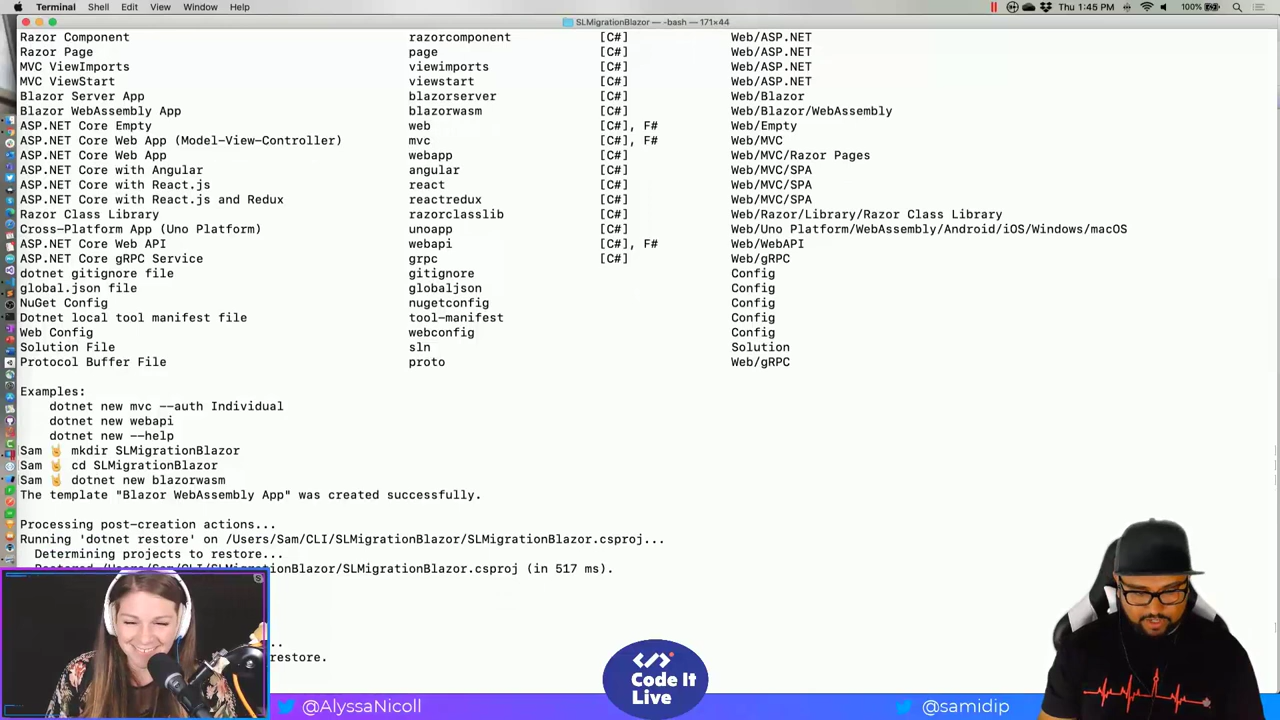 Terminal Shell Edit View Window Help Thu 1:45 PM 100%
SLMigrationBlazor — -bash — 171×44
Razor Component razorcomponent [C#] Web/ASP.NET
Razor Page page [C#] Web/ASP.NET
MVC ViewImports viewimports [C#] Web/ASP.NET
MVC ViewStart viewstart [C#] Web/ASP.NET
Blazor Server App blazorserver [C#] Web/Blazor
Blazor WebAssembly App blazorwasm [C#] Web/Blazor/WebAssembly
ASP.NET Core Empty web [C#], F# Web/Empty
ASP.NET Core Web App (Model-View-Controller) mvc [C#], F# Web/MVC
ASP.NET Core Web App webapp [C#] Web/MVC/Razor Pages
ASP.NET Core with Angular angular [C#] Web/MVC/SPA
ASP.NET Core with React.js react [C#] Web/MVC/SPA
ASP.NET Core with React.js and Redux reactredux [C#] Web/MVC/SPA
Razor Class Library razorclasslib [C#] Web/Razor/Library/Razor Class Library
Cross-Platform App (Uno Platform) unoapp [C#] Web/Uno Platform/WebAssembly/Android/iOS/Windows/macOS
ASP.NET Core Web API webapi [C#], F# Web/WebAPI
ASP.NET Core gRPC Service grpc [C#] Web/gRPC
dotnet gitignore file gitignore Config
global.json file globaljson Config
NuGet Config nugetconfig Config
Dotnet local tool manifest file tool-manifest Config
Web Config webconfig Config
Solution File sln Solution
Protocol Buffer File proto Web/gRPC
Examples:
dotnet new mvc --auth Individual
dotnet new webapi
dotnet new --help
Sam 🤘 mkdir SLMigrationBlazor
Sam 🤘 cd SLMigrationBlazor
Sam 🤘 dotnet new blazorwasm
The template "Blazor WebAssembly App" was created successfully.
Processing post-creation actions...
Running 'dotnet restore' on /Users/Sam/CLI/SLMigrationBlazor/SLMigrationBlazor.csproj...
Determining projects to restore...
Restored /Users/Sam/CLI/SLMigrationBlazor/SLMigrationBlazor.csproj (in 517 ms).
..
restore.
Code It
Live
@AlyssaNicoll
@samidip